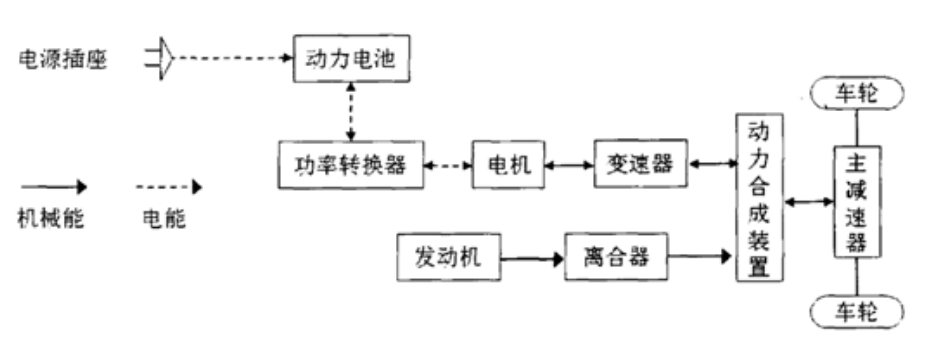 电源插座
动力电池
车轮
功率转换器
电机
变速器
动力合成装置
主减速器
机械能
电能
发动机
离合器
车轮